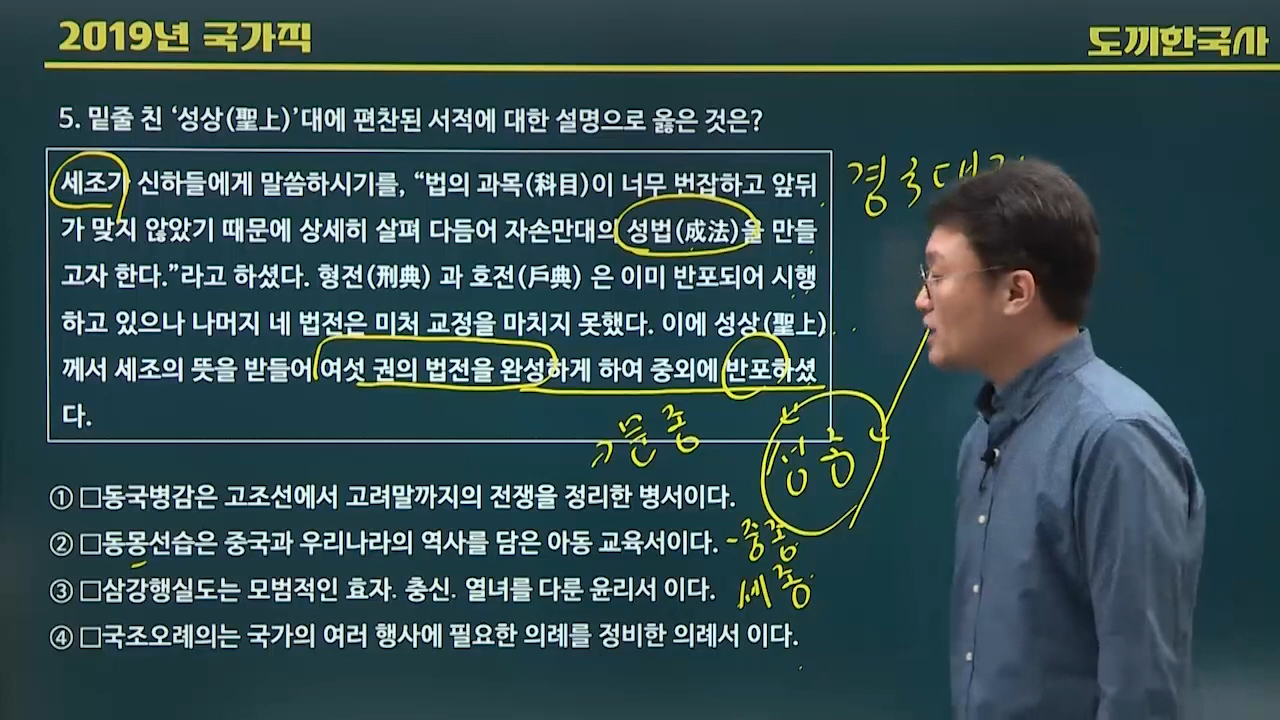 2019년 국가직
도끼한국사
5. 밑줄 친 ‘성상(聖上)’대에 편찬된 서적에 대한 설명으로 옳은 것은?
세조가 신하들에게 말씀하시기를, “법의 과목(科目)이 너무 번잡하고 앞뒤
가 맞지 않았기 때문에 상세히 살펴 다듬어 자손만대의 성법(成法)을 만들
고자 한다.”라고 하셨다. 형전(刑典) 과 호전(戶典) 은 이미 반포되어 시행
하고 있으나 나머지 네 법전은 미처 교정을 마치지 못했다. 이에 성상(聖上)
께서 세조의 뜻을 받들어 여섯 권의 법전을 완성하게 하여 중외에 반포하셨
다.
경국대
문종
성종
① □동국병감은 고조선에서 고려말까지의 전쟁을 정리한 병서이다.
② □동몽선습은 중국과 우리나라의 역사를 담은 아동 교육서이다. -중종
③ □삼강행실도는 모범적인 효자. 충신. 열녀를 다룬 윤리서 이다. 세종
④ □국조오례의는 국가의 여러 행사에 필요한 의례를 정비한 의례서 이다.